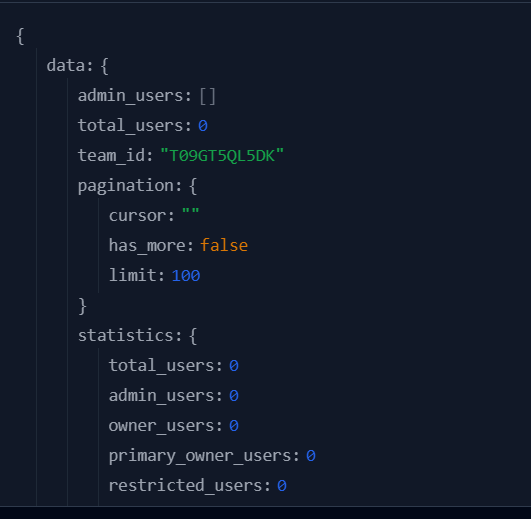 {
data: {
admin_users: []
total_users: 0
team_id: "T09GT5QL5DK"
pagination: {
cursor: ""
has_more: false
limit: 100
}
statistics: {
total_users: 0
admin_users: 0
owner_users: 0
primary_owner_users: 0
restricted_users: 0